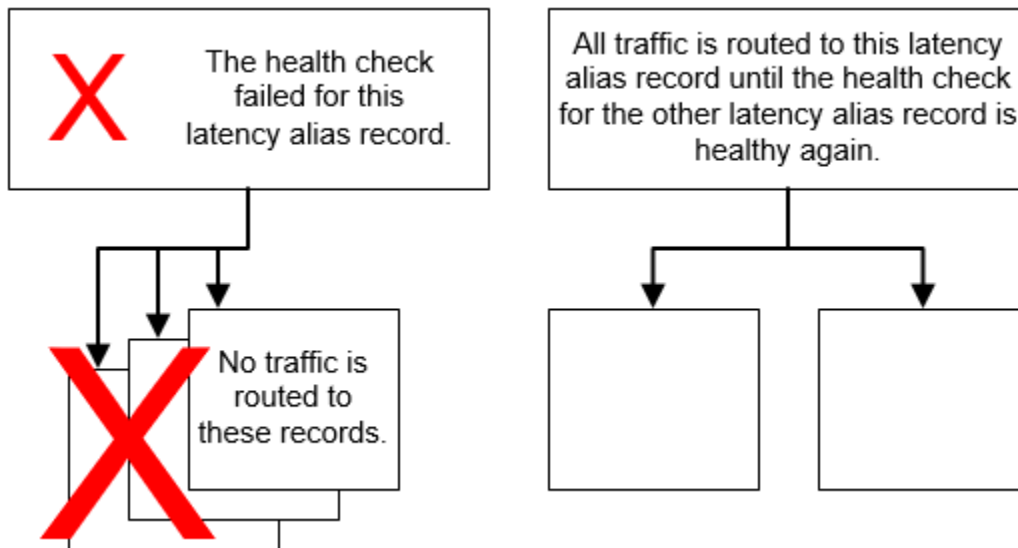 The health check
failed for this
latency alias record.
All traffic is routed to this latency
alias record until the health check
for the other latency alias record is
healthy again.
No traffic is
routed to
these records.